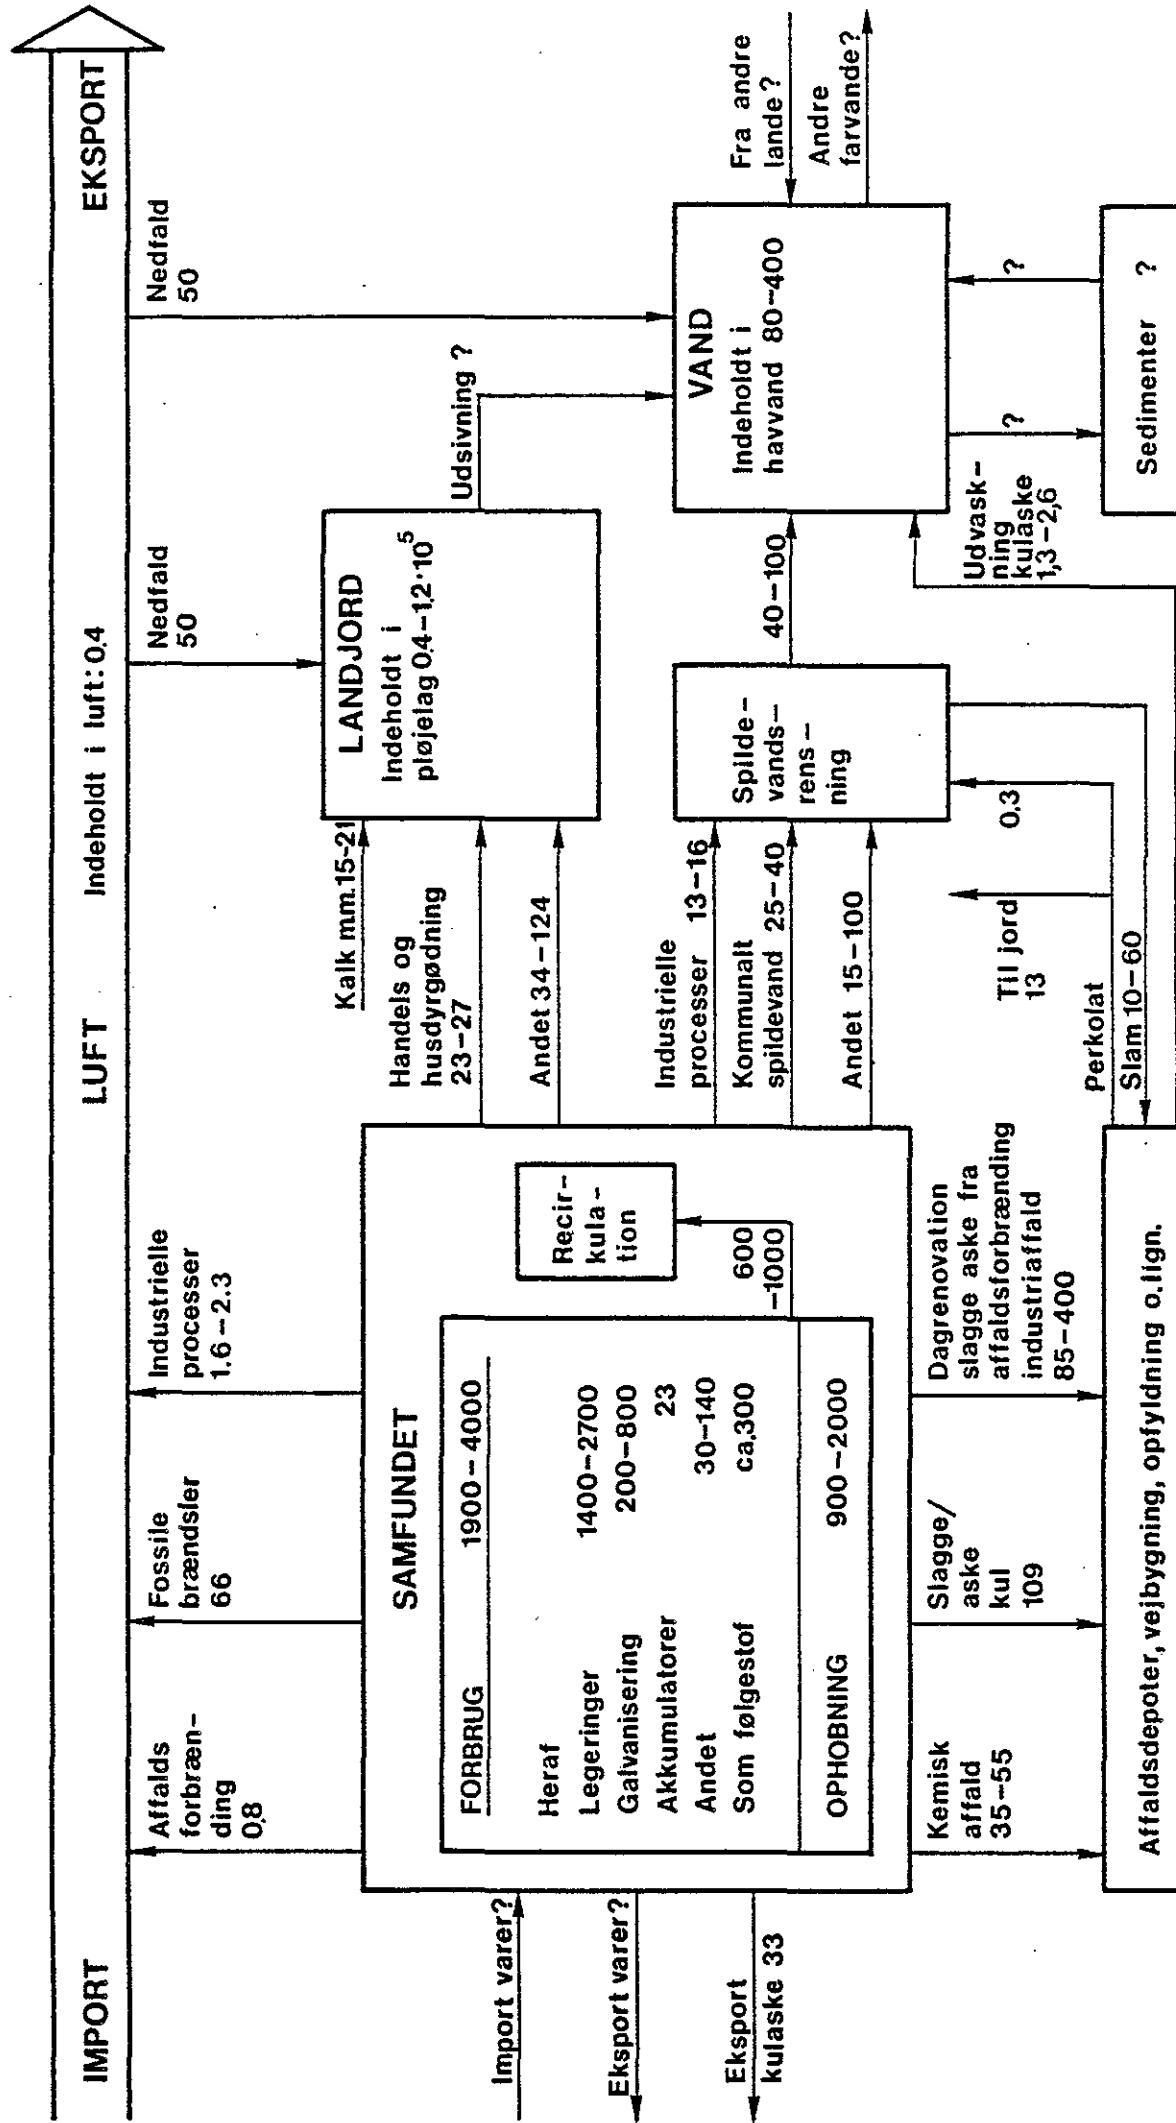 IMPORT
LUFT
Indeholdt i luft: 0,4
EKSPORT
Affalds
forbræn-
ding
0,8
Fossile
brændsler
66
Industrielle
processer
1.6-2.3
Nedfald
50
Nedfald
50
Import varer?
Eksport varer?
Eksport
kulaske 33
SAMFUNDET
FORBRUG 1900-4000
Heraf
Legeringer 1400-2700
Galvanisering 200-800
Akkumulatorer 23
Andet 30-140
Som følgestof ca.300
OPHOBNING 900-2000
Recir-
kula-
tion
600
-1000
Kalk mm.15-21
Handels og
husdyrgødning
23-27
Andet 34-124
LANDJORD
Indeholdt i
pløjelag 0,4-1,2·10⁵
Udsivning ?
Industrielle
processer 13-16
Kommunalt
spildevand 25-40
Andet 15-100
Spilde-
vands-
rens-
ning
40-100
VAND
Indeholdt i
havvand 80-400
Fra andre
lande?
Andre
farvande?
Kemisk
affald
35-55
Slagge/
aske
kul
109
Dagrenovation
slagge aske fra
affaldsforbrænding
industriaffald
85-400
Til jord
13
0.3
Perkolat
Slam 10-60
Udvask-
ning
kulaske
1,3-2,6
?
?
Affaldsdepoter, vejbygning, opfyldning o.lign.
Sedimenter ?